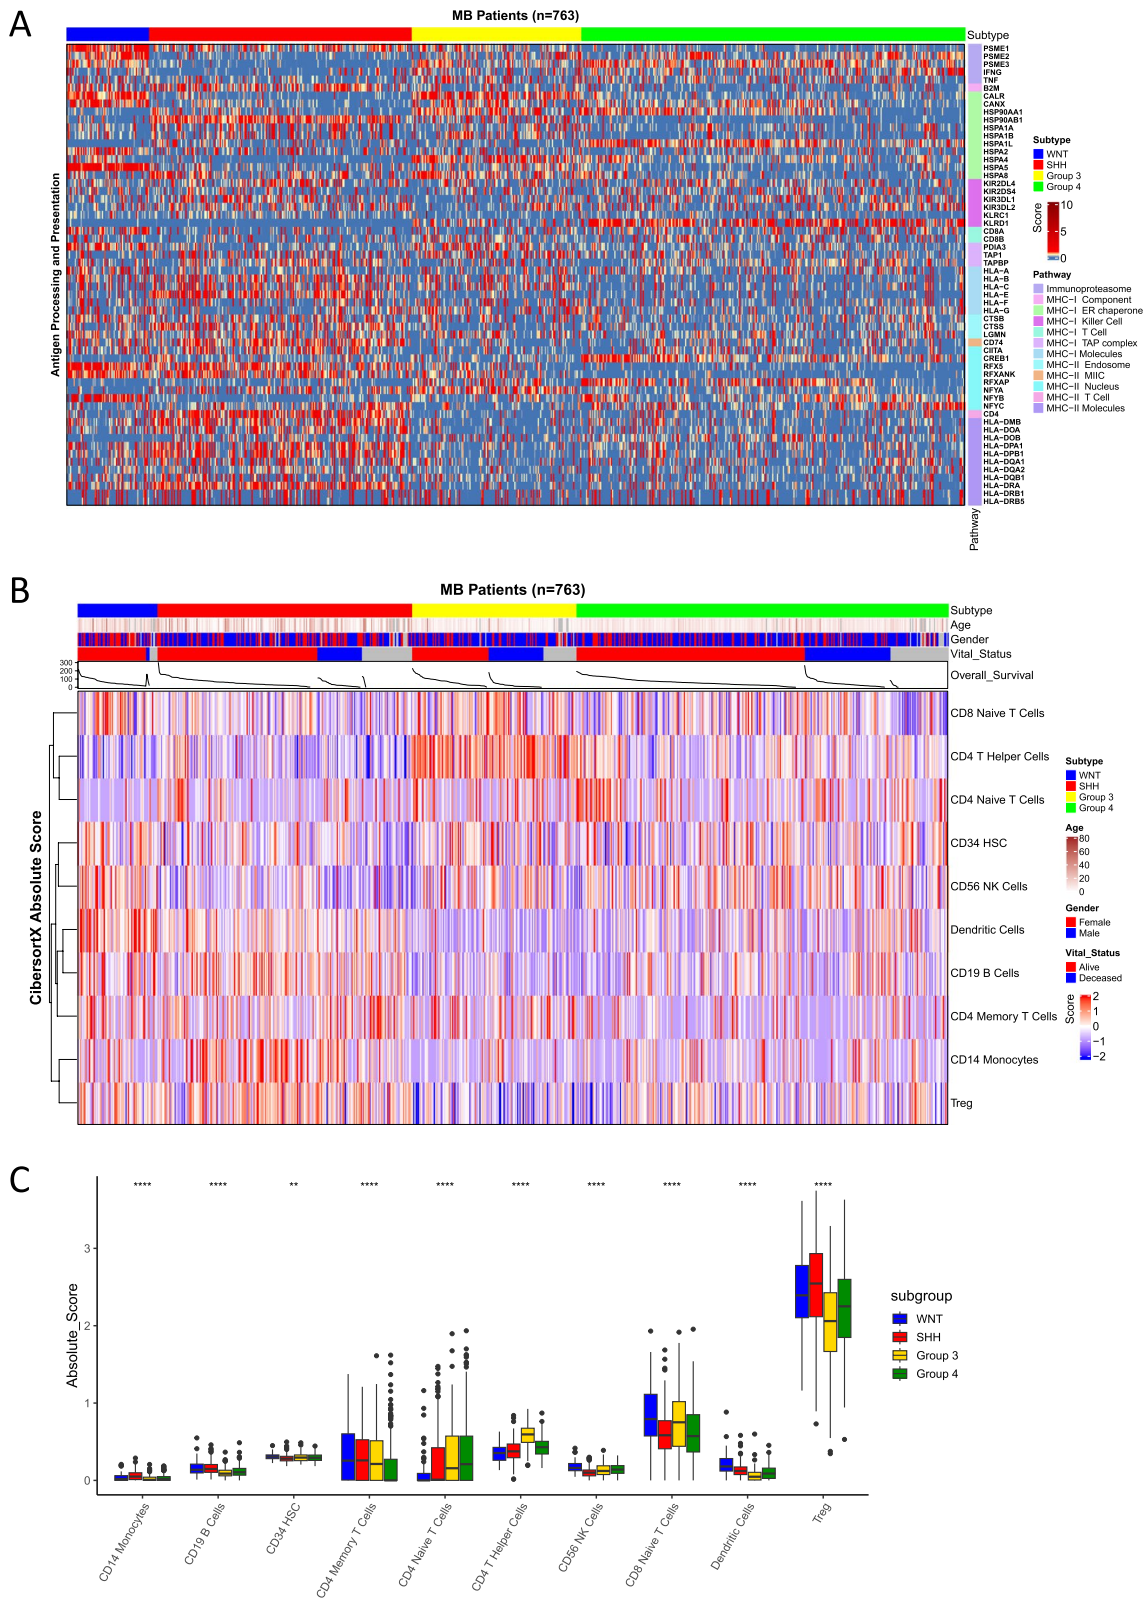 A
MB Patients (n=763)
Subtype
Antigen Processing and Presentation
PSME1
PSME2
PSME3
IFNG
TNF
B2M
CALR
CANX
HSP90AA1
HSP90AB1
HSPA1A
HSPA1B
HSPA1L
HSPA2
HSPA4
HSPA5
HSPA8
KIR2DL4
KIR2DS4
KIR3DL1
KIR3DL2
KLRC1
KLRD1
CD8A
CD8B
PDIA3
TAP1
TAPBP
HLA-A
HLA-B
HLA-C
HLA-E
HLA-F
HLA-G
CTSB
CTSS
LGMN
CD74
CIITA
CREB1
RFX5
RFXANK
RFXAP
NFYA
NFYB
NFYC
CD4
HLA-DMB
HLA-DOA
HLA-DOB
HLA-DPA1
HLA-DPB1
HLA-DQA1
HLA-DQA2
HLA-DQB1
HLA-DRA
HLA-DRB1
HLA-DRB5
Pathway
Subtype
WNT
SHH
Group 3
Group 4
Score
10
5
0
Pathway
Immunoproteasome
MHC-I Component
MHC-I ER chaperone
MHC-I Killer Cell
MHC-I T Cell
MHC-I TAP complex
MHC-I Molecules
MHC-II Endosome
MHC-II MIIC
MHC-II Nucleus
MHC-II T Cell
MHC-II Molecules
B
MB Patients (n=763)
Subtype
Age
Gender
Vital_Status
Overall_Survival
300
200
100
0
CibersortX Absolute Score
CD8 Naive T Cells
CD4 T Helper Cells
CD4 Naive T Cells
CD34 HSC
CD56 NK Cells
Dendritic Cells
CD19 B Cells
CD4 Memory T Cells
CD14 Monocytes
Treg
Subtype
WNT
SHH
Group 3
Group 4
Age
80
60
40
20
0
Gender
Female
Male
Vital_Status
Alive
Deceased
Score
2
1
0
−1
−2
C
**** **** ** **** **** **** **** **** **** ****
Absolute_Score
3
2
1
0
CD14 Monocytes
CD19 B Cells
CD34 HSC
CD4 Memory T Cells
CD4 Naive T Cells
CD4 T Helper Cells
CD56 NK Cells
CD8 Naive T Cells
Dendritic Cells
Treg
subgroup
WNT
SHH
Group 3
Group 4